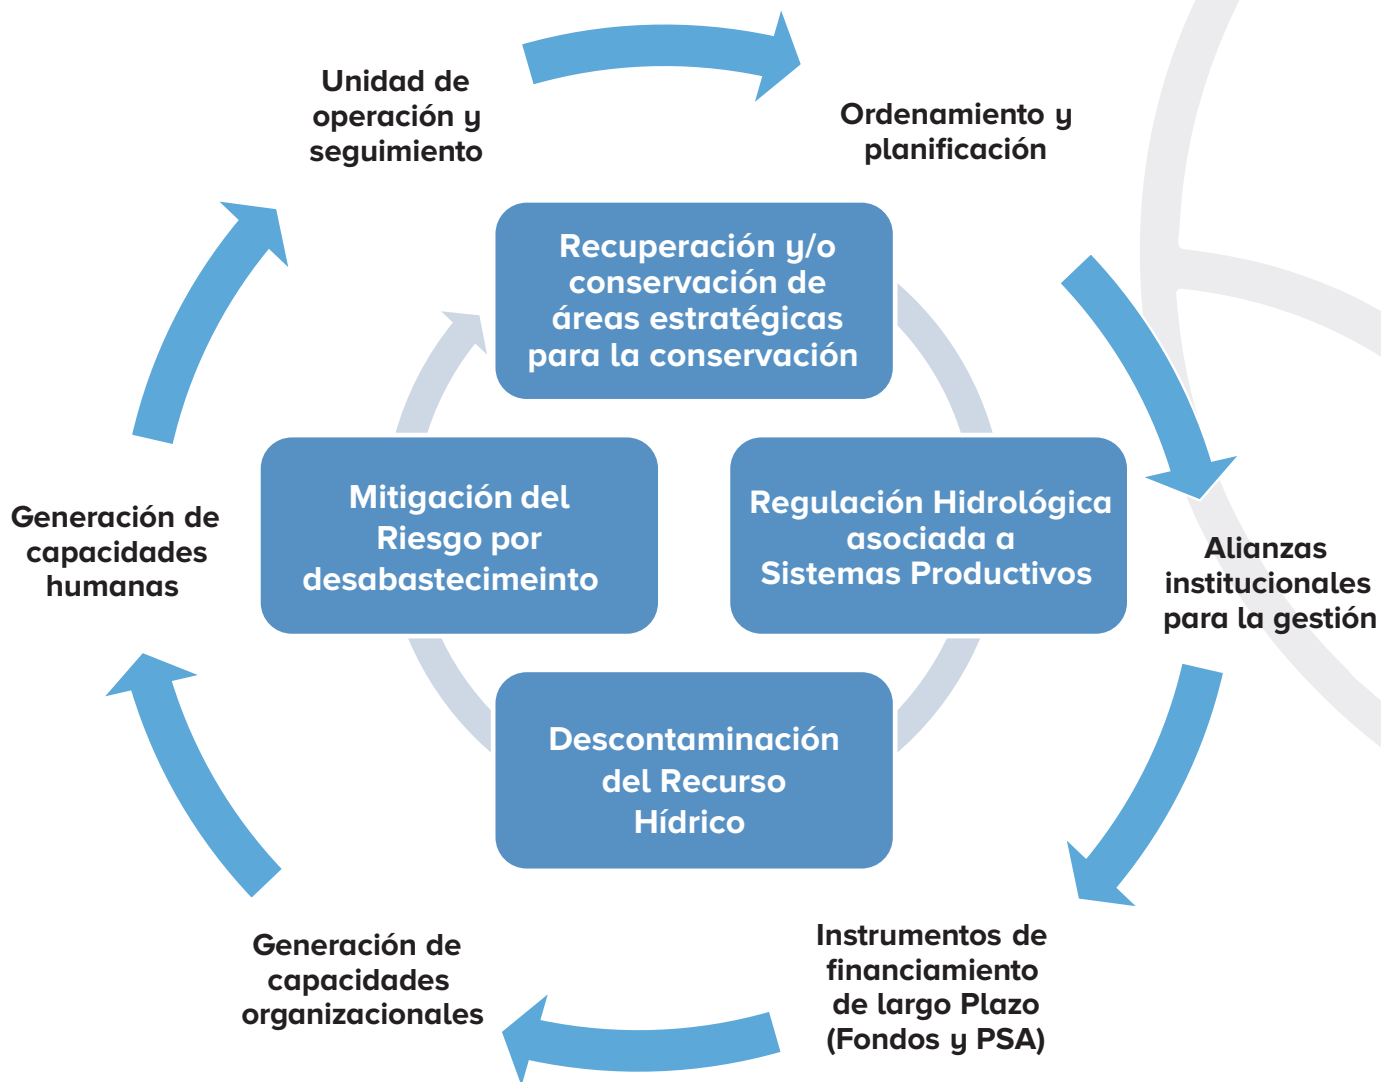 Unidad de
operación y
seguimiento
Ordenamiento y
planificación
Recuperación y/o
conservación de
áreas estratégicas
para la conservación
Mitigación del
Riesgo por
desabastecimeinto
Regulación Hidrológica
asociada a
Sistemas Productivos
Generación de
capacidades
humanas
Alianzas
institucionales
para la gestión
Descontaminación
del Recurso
Hídrico
Generación de
capacidades
organizacionales
Instrumentos de
financiamiento
de largo Plazo
(Fondos y PSA)